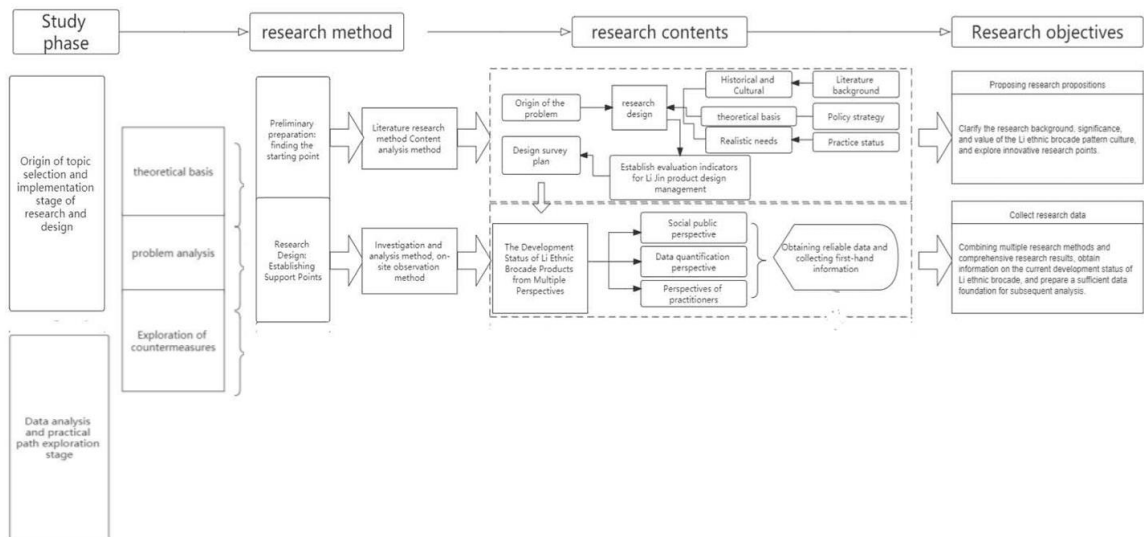 Study
phase
research method
research contents
Research objectives
Origin of topic
selection and
implementation
stage of
research and
design
Data analysis
and practical
path exploration
stage
theoretical basis
problem analysis
Exploration of
countermeasures
Preliminary
preparation:
finding the
starting point
Literature research
method Content
analysis method
Origin of the
problem
research
design
Historical and
Cultural
Literature
background
theoretical basis
Policy strategy
Realistic needs
Practice status
Design survey
plan
Establish evaluation indicators
for Li Jin product design
management
Proposing research propositions
Clarify the research background, significance,
and value of the Li ethnic brocade pattern culture,
and explore innovative research points.
Research
Design:
Establishing
Support Points
Investigation and
analysis method, on-
site observation
method
The Development
Status of Li Ethnic
Brocade Products
from Multiple
Perspectives
Social public
perspective
Data quantification
perspective
Perspectives of
practitioners
Obtaining reliable data and
collecting first-hand
information
Collect research data
Combining multiple research methods and
comprehensive research results, obtain
information on the current development status of
Li ethnic brocade, and prepare a sufficient data
foundation for subsequent analysis.